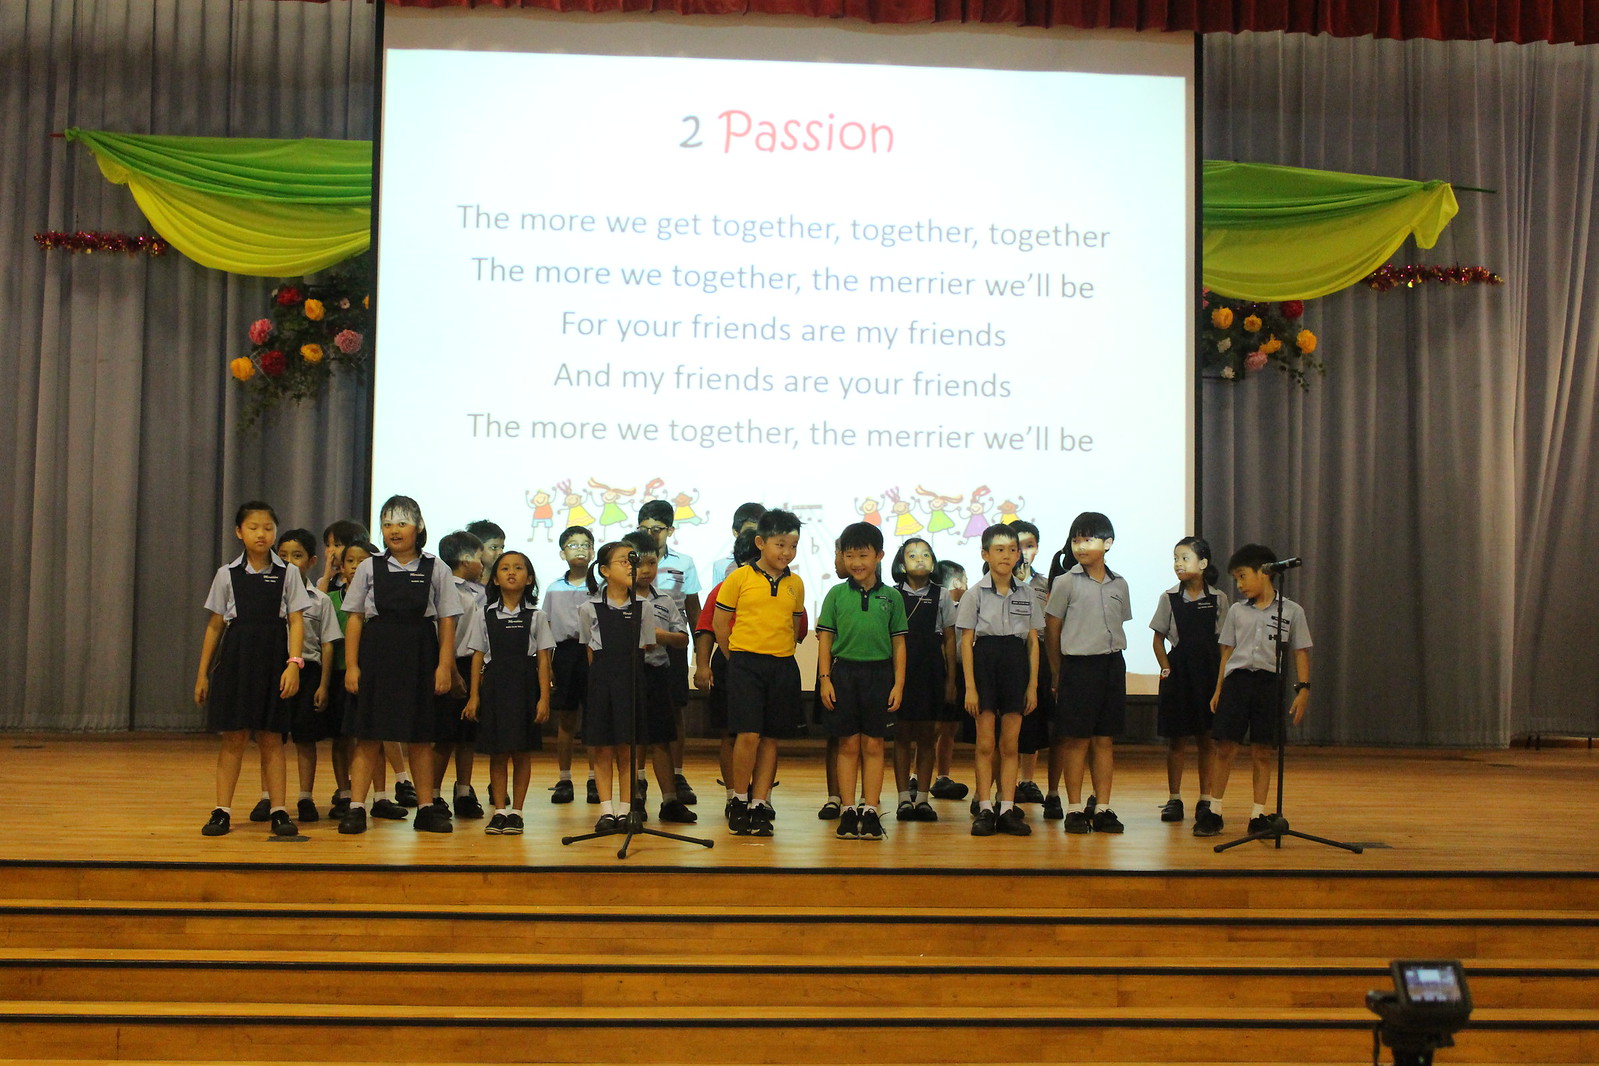 2 Passion
The more we get together, together, together
The more we together, the merrier we'll be
For your friends are my friends
And my friends are your friends
The more we together, the merrier we'll be